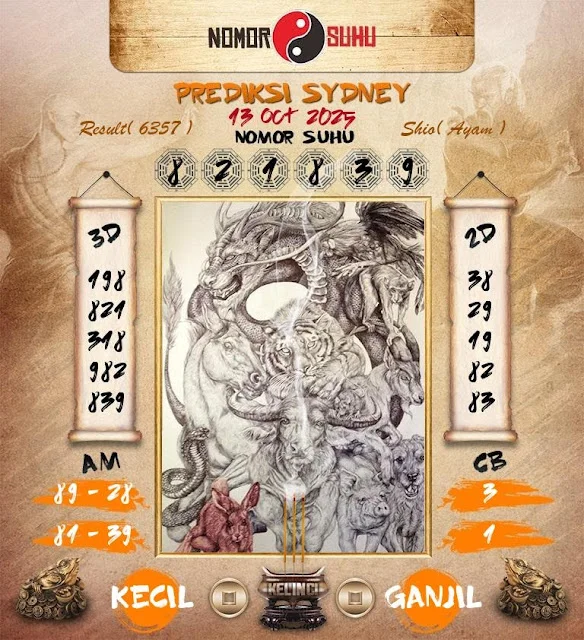 NOMOR SUHU
PREDIKSI SYDNEY
13 OCT 2025
Result( 6357 )
Shio( Ayam )
NOMOR SUHU
8 2 1 8 3 9
3D
198
821
318
982
839
2D
38
29
19
82
83
AM
89 - 28
81 - 39
CB
3
1
KECIL
KELINCI
GANJIL